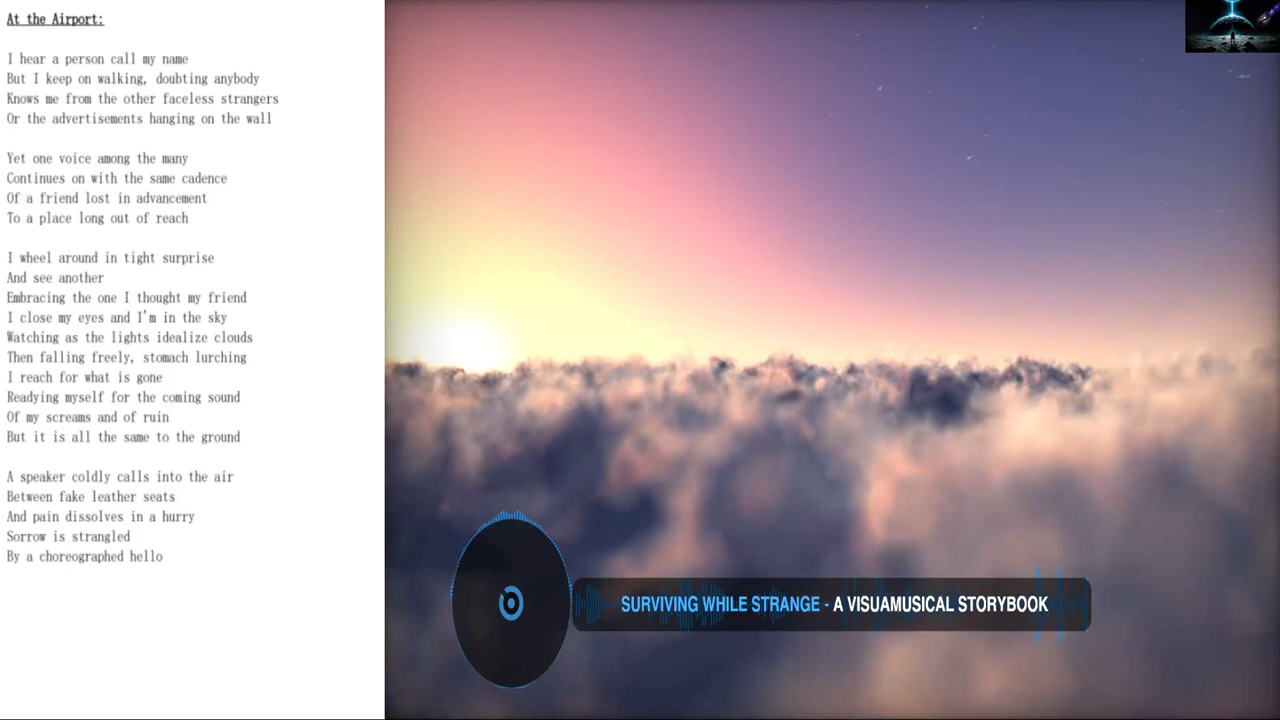 At the Airport:
I hear a person call my name
But I keep on walking, doubting anybody
Knows me from the other faceless strangers
Or the advertisements hanging on the wall
Yet one voice among the many
Continues on with the same cadence
Of a friend lost in advancement
To a place long out of reach
I wheel around in tight surprise
And see another
Embracing the one I thought my friend
I close my eyes and I'm in the sky
Watching as the lights idealize clouds
Then falling freely, stomach lurching
I reach for what is gone
Readying myself for the coming sound
Of my screams and of ruin
But it is all the same to the ground
A speaker coldly calls into the air
Between fake leather seats
And pain dissolves in a hurry
Sorrow is strangled
By a choreographed hello
SURVIVING WHILE STRANGE - A VISUAMUSICAL STORYBOOK